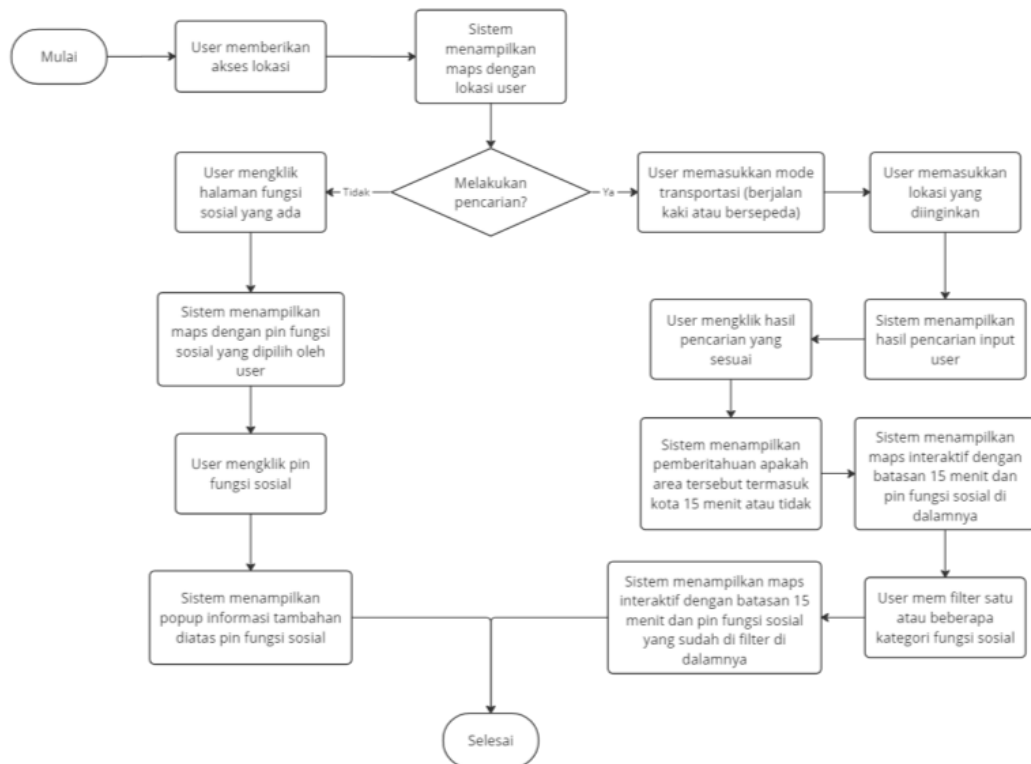 Mulai
User memberikan
akses lokasi
Sistem
menampilkan
maps dengan
lokasi user
Melakukan
pencarian?
Tidak
Ya
User mengklik
halaman fungsi
sosial yang ada
User memasukkan mode
transportasi (berjalan
kaki atau bersepeda)
User memasukkan
lokasi yang
diinginkan
Sistem menampilkan
maps dengan pin fungsi
sosial yang dipilih oleh
user
User mengklik hasil
pencarian yang
sesuai
Sistem menampilkan
hasil pencarian input
user
User mengklik pin
fungsi sosial
Sistem menampilkan
pemberitahuan apakah
area tersebut termasuk
kota 15 menit atau tidak
Sistem menampilkan
maps interaktif dengan
batasan 15 menit dan
pin fungsi sosial di
dalamnya
Sistem menampilkan
popup informasi tambahan
diatas pin fungsi sosial
Sistem menampilkan maps
interaktif dengan batasan 15
menit dan pin fungsi sosial
yang sudah di filter di
dalamnya
User mem filter satu
atau beberapa
kategori fungsi sosial
Selesai